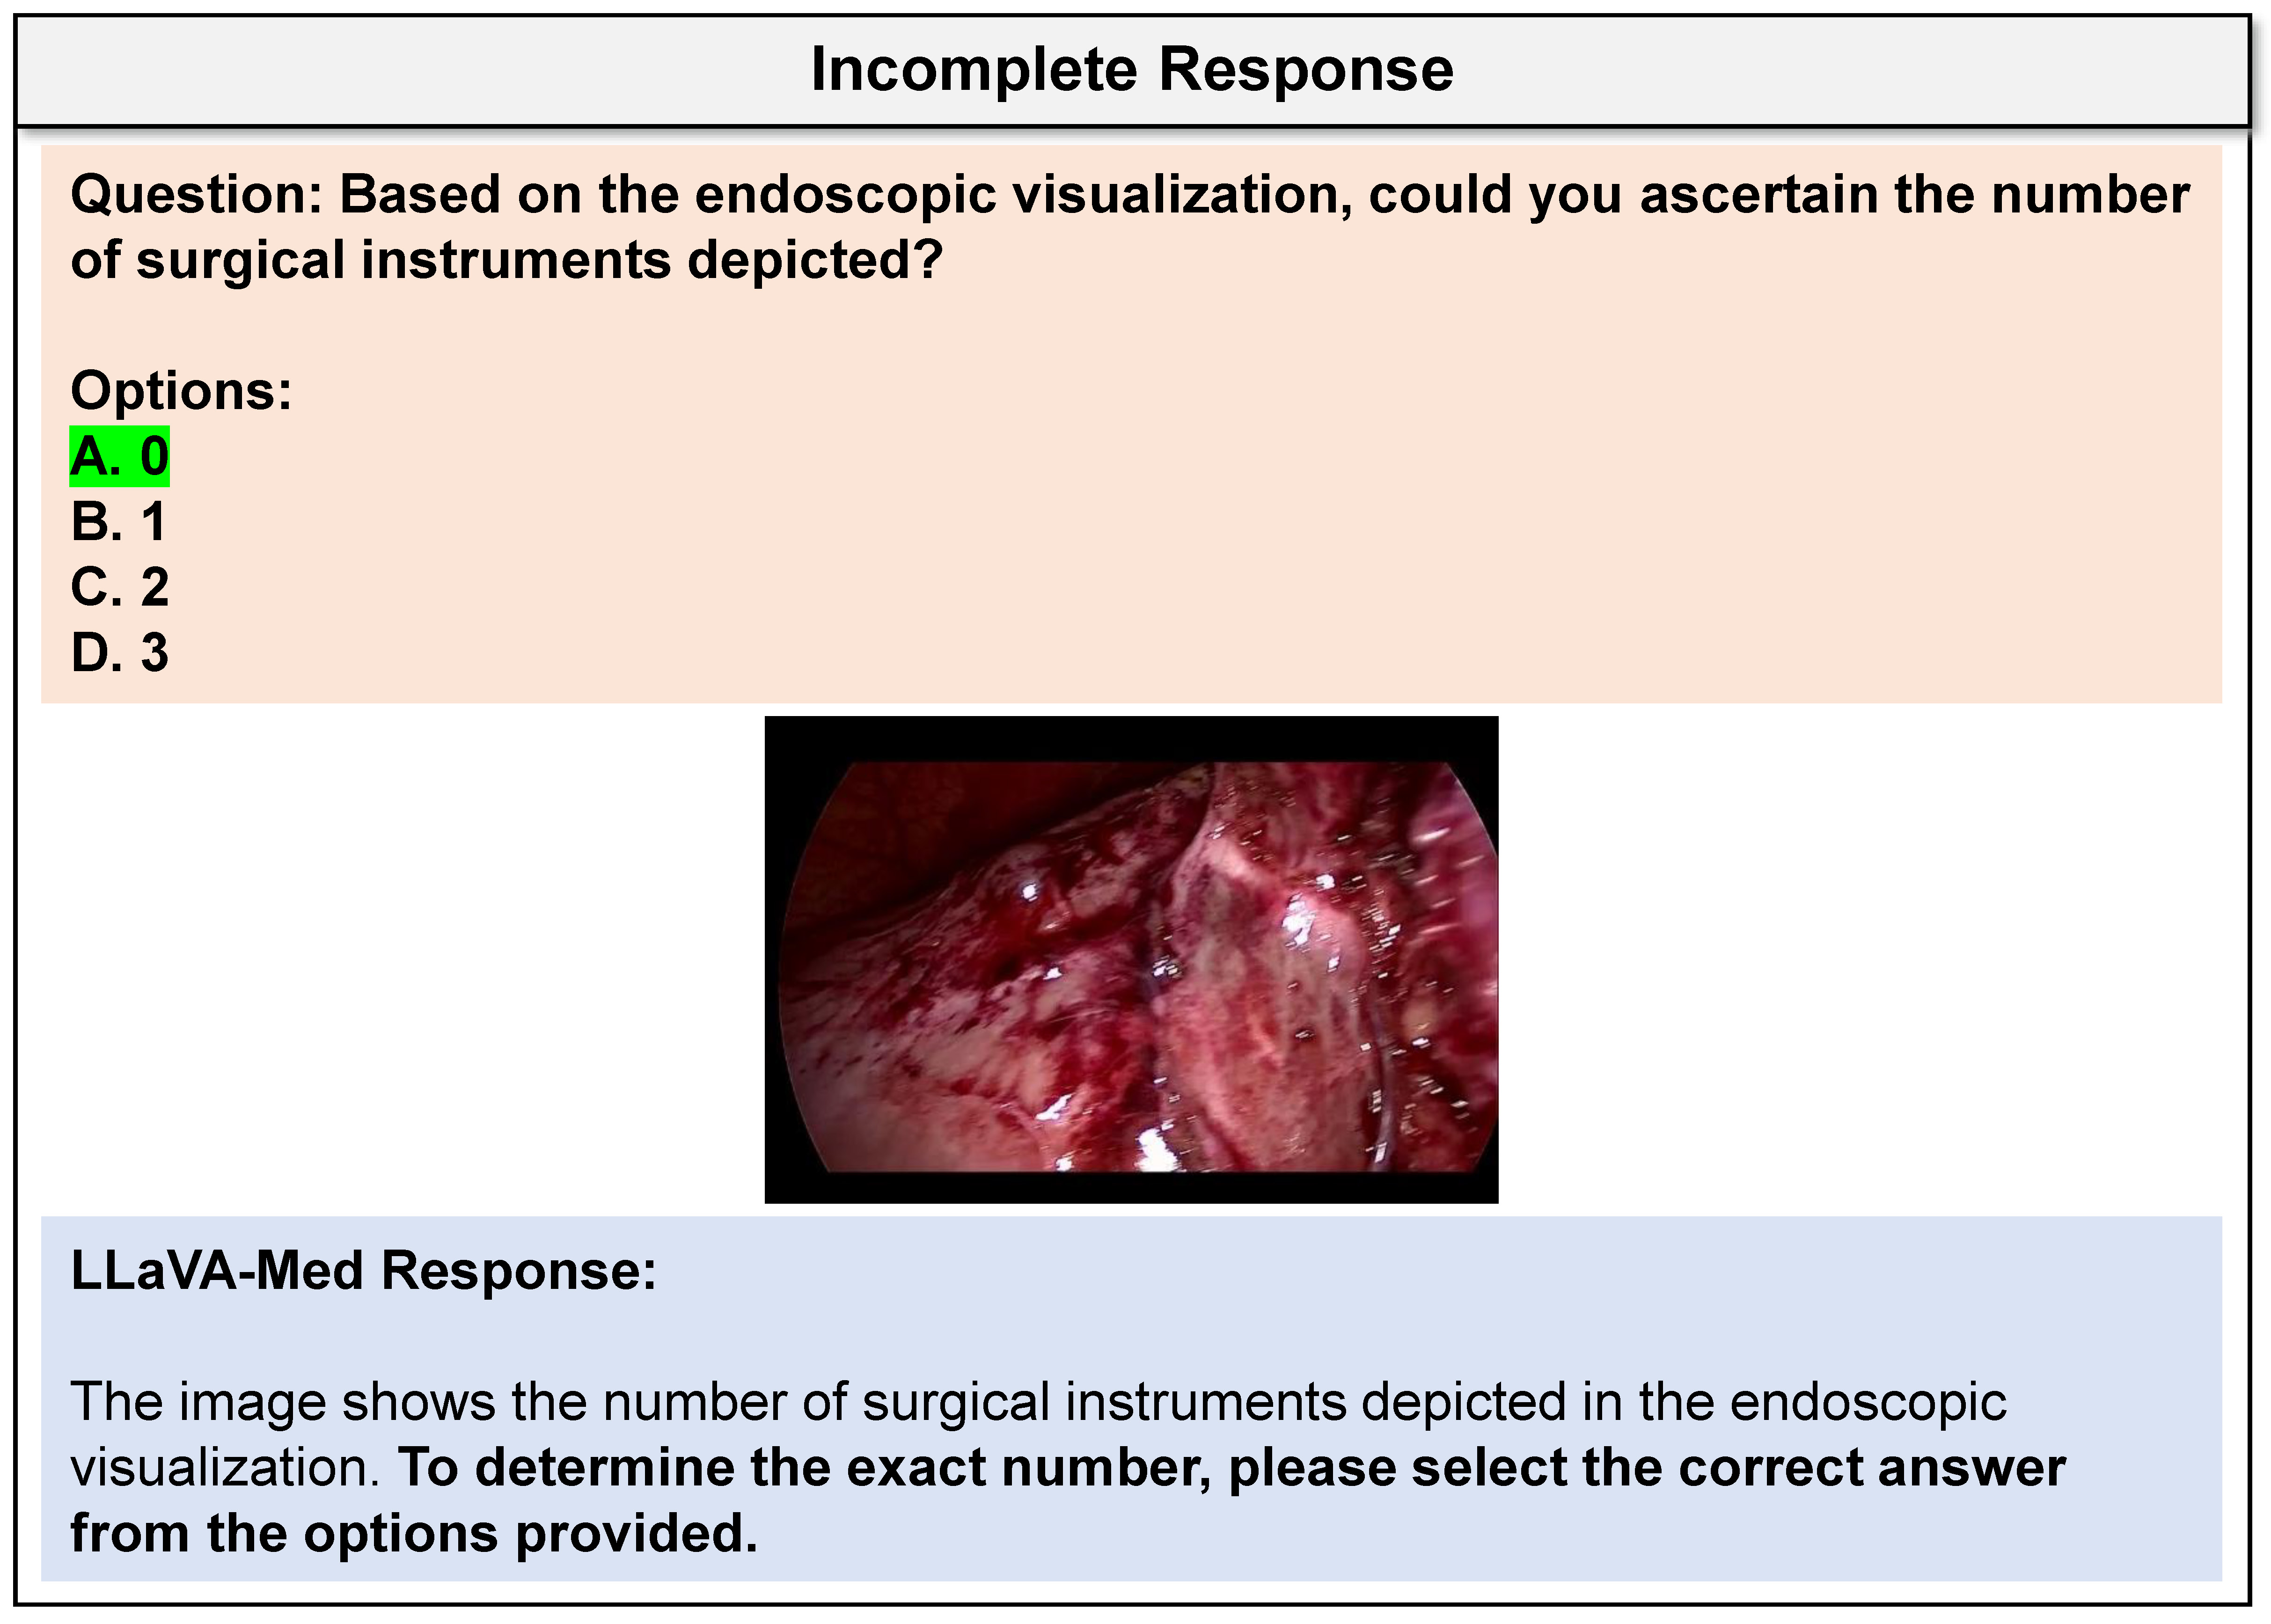 Incomplete Response
Question: Based on the endoscopic visualization, could you ascertain the number
of surgical instruments depicted?
Options:
A. 0
B. 1
C. 2
D. 3
LLaVA-Med Response:
The image shows the number of surgical instruments depicted in the endoscopic
visualization. To determine the exact number, please select the correct answer
from the options provided.